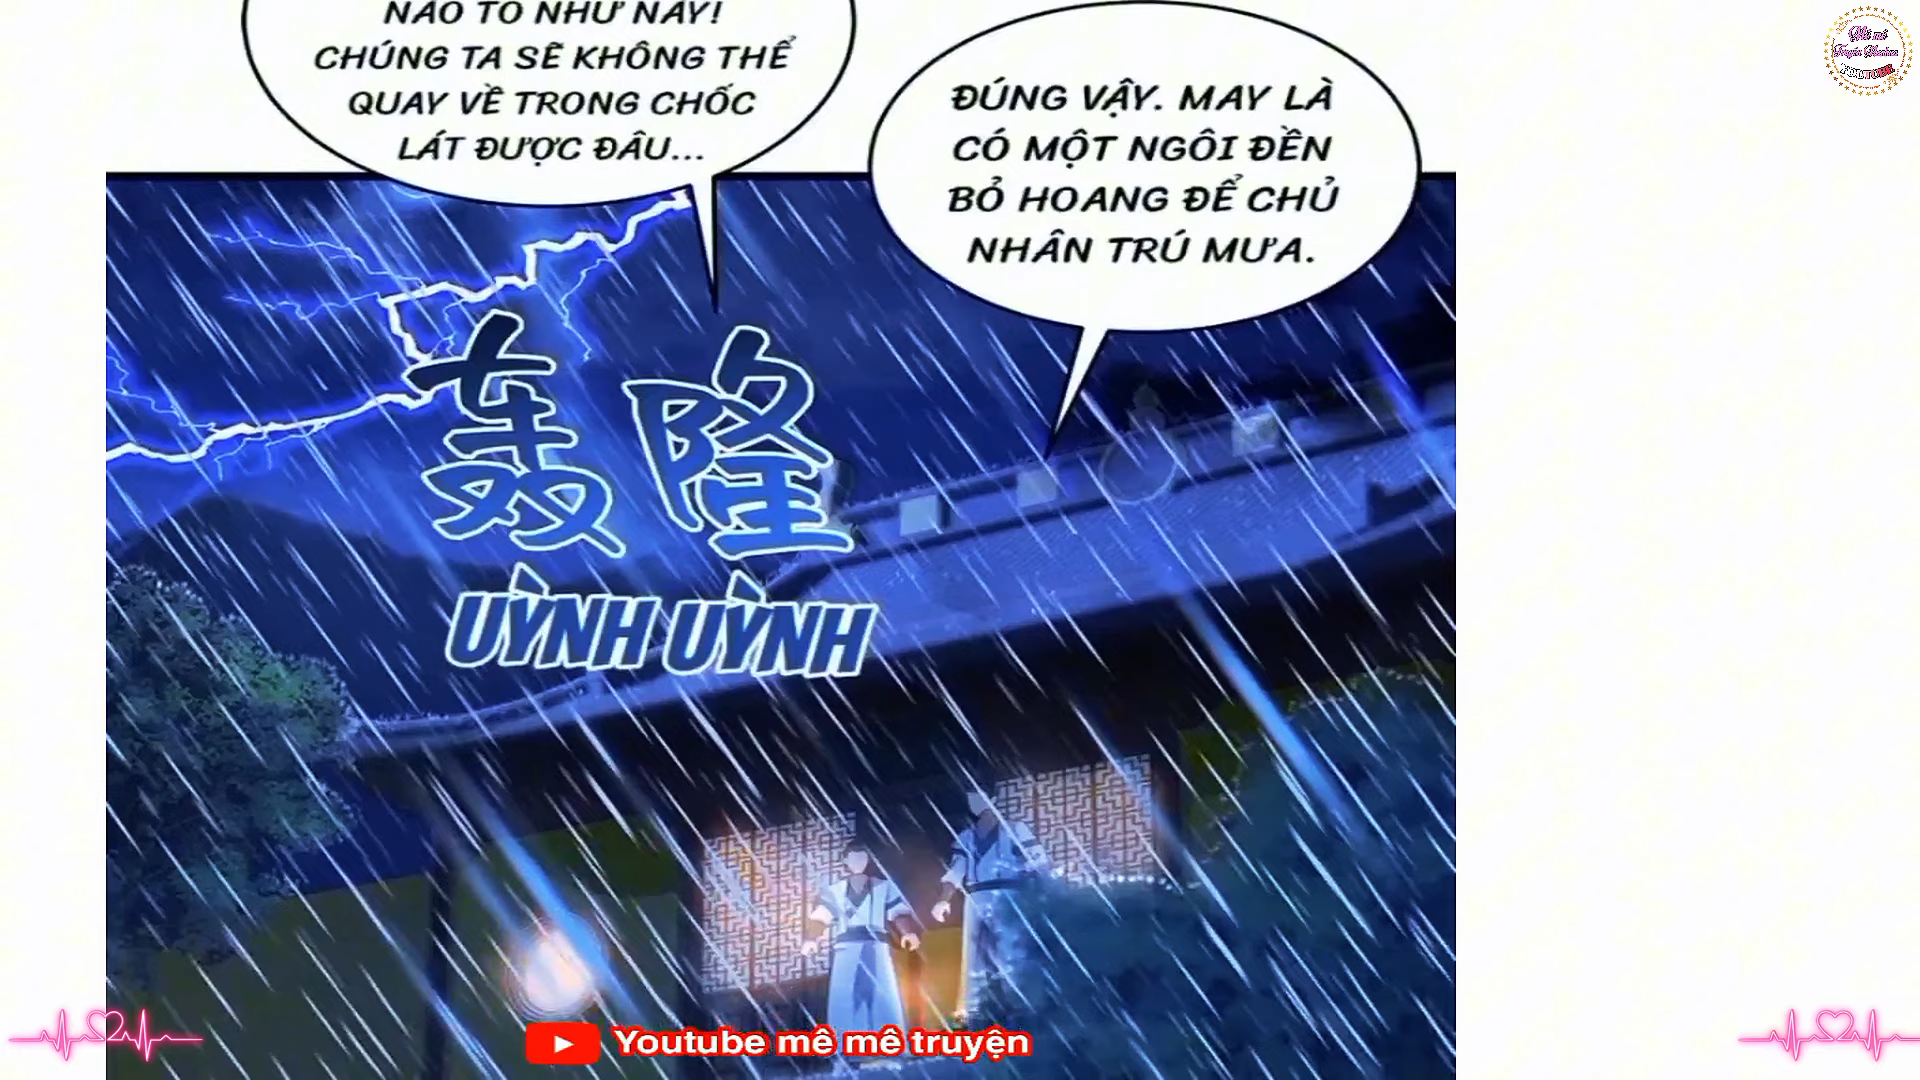 NÀO TO NHƯ NÀY!
CHÚNG TA SẼ KHÔNG THỂ
QUAY VỀ TRONG CHỐC
LÁT ĐƯỢC ĐÂU...
ĐÚNG VẬY. MAY LÀ
CÓ MỘT NGÔI ĐỀN
BỎ HOANG ĐỂ CHỦ
NHÂN TRÚ MƯA.
轰隆
UỲNH UỲNH
Youtube mê mê truyện